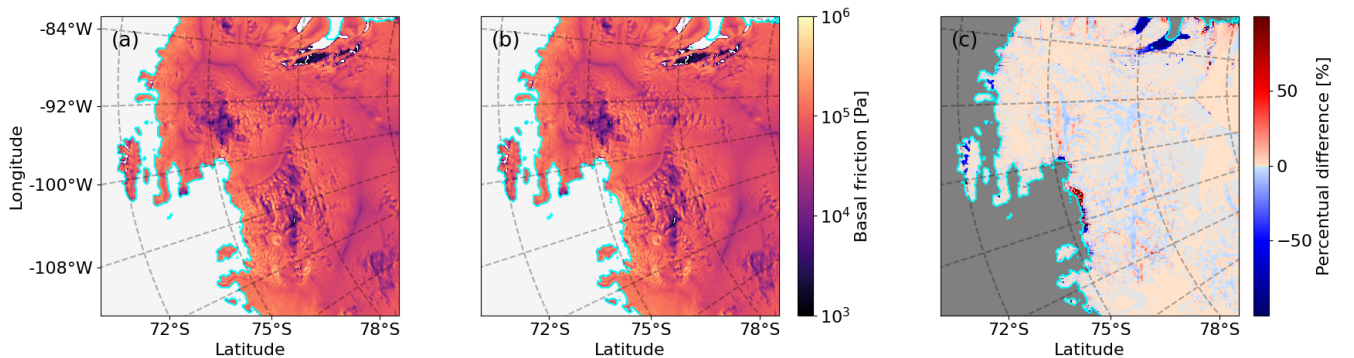 (a)
(b)
(c)
-84°W
-92°W
-100°W
-108°W
Longitude
72°S 75°S 78°S
Latitude
72°S 75°S 78°S
Latitude
10⁶
10⁵
10⁴
10³
Basal friction [Pa]
72°S 75°S 78°S
Latitude
50
0
−50
Percentual difference [%]